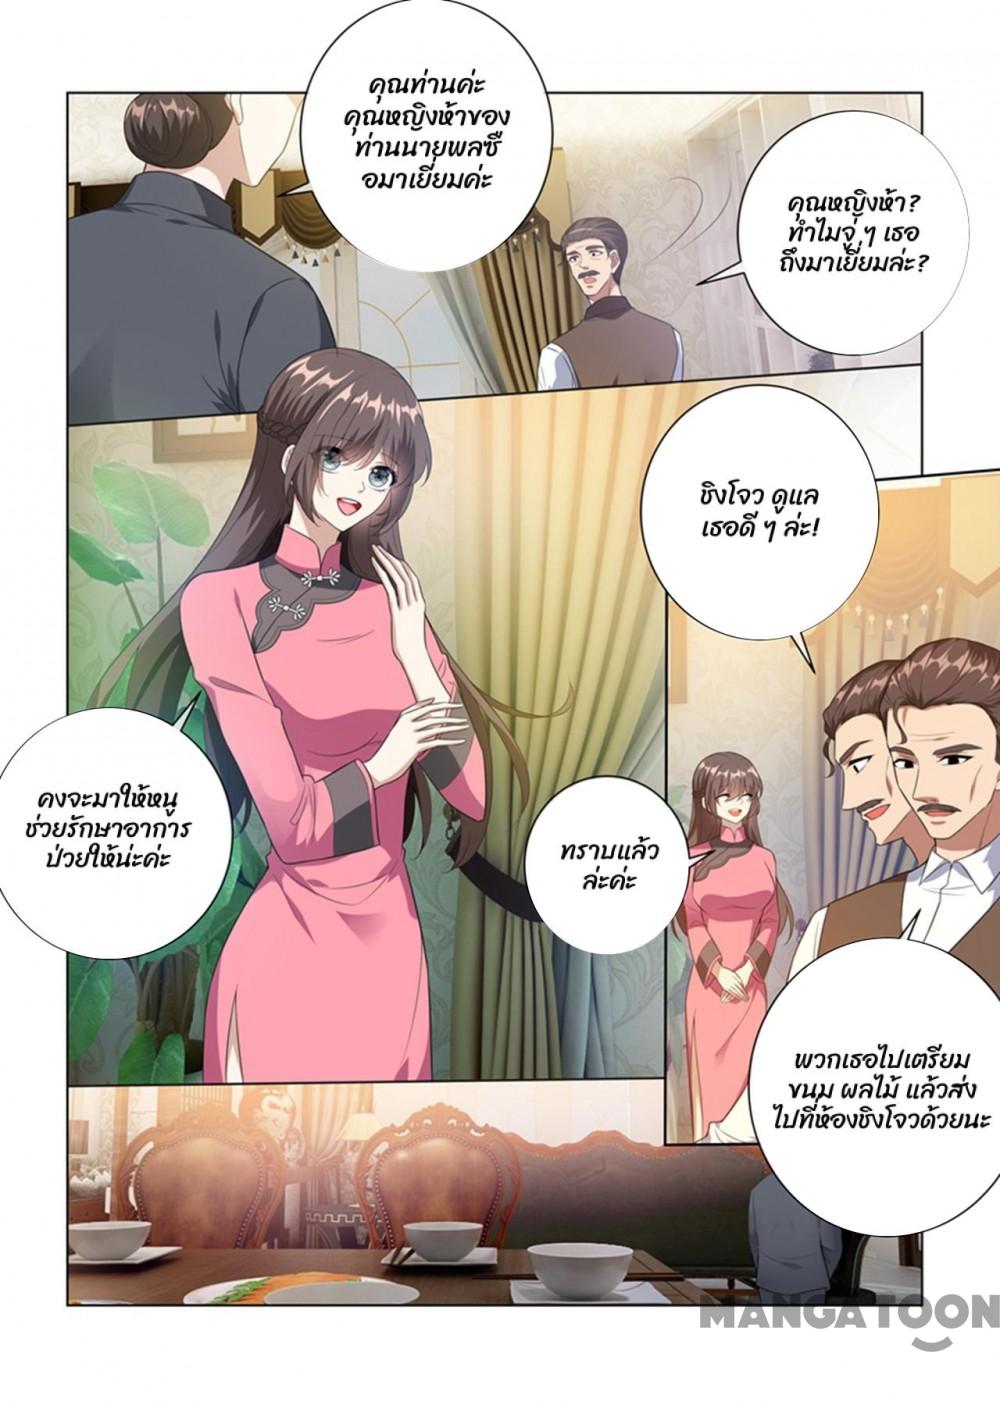 คุณท่านค่ะ
คุณหญิงห้าของ
ท่านนายพลซี
อมาเยี่ยมค่ะ
คุณหญิงห้า?
ทำไมจู่ ๆ เธอ
ถึงมาเยี่ยมล่ะ?
ชิงโจว ดูแล
เธอดี ๆ ล่ะ!
คงจะมาให้หนู
ช่วยรักษาอาการ
ป่วยให้น่ะค่ะ
ทราบแล้ว
ล่ะค่ะ
พวกเธอไปเตรียม
ขนม ผลไม้ แล้วส่ง
ไปที่ห้องชิงโจวด้วยนะ
MANGATOON